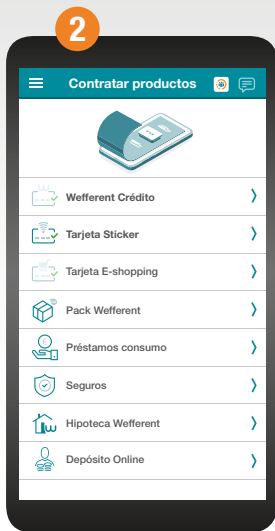 2
Contratar productos
Wefferent Crédito
Tarjeta Sticker
Tarjeta E-shopping
Pack Wefferent
Préstamos consumo
Seguros
Hipoteca Wefferent
Depósito Online